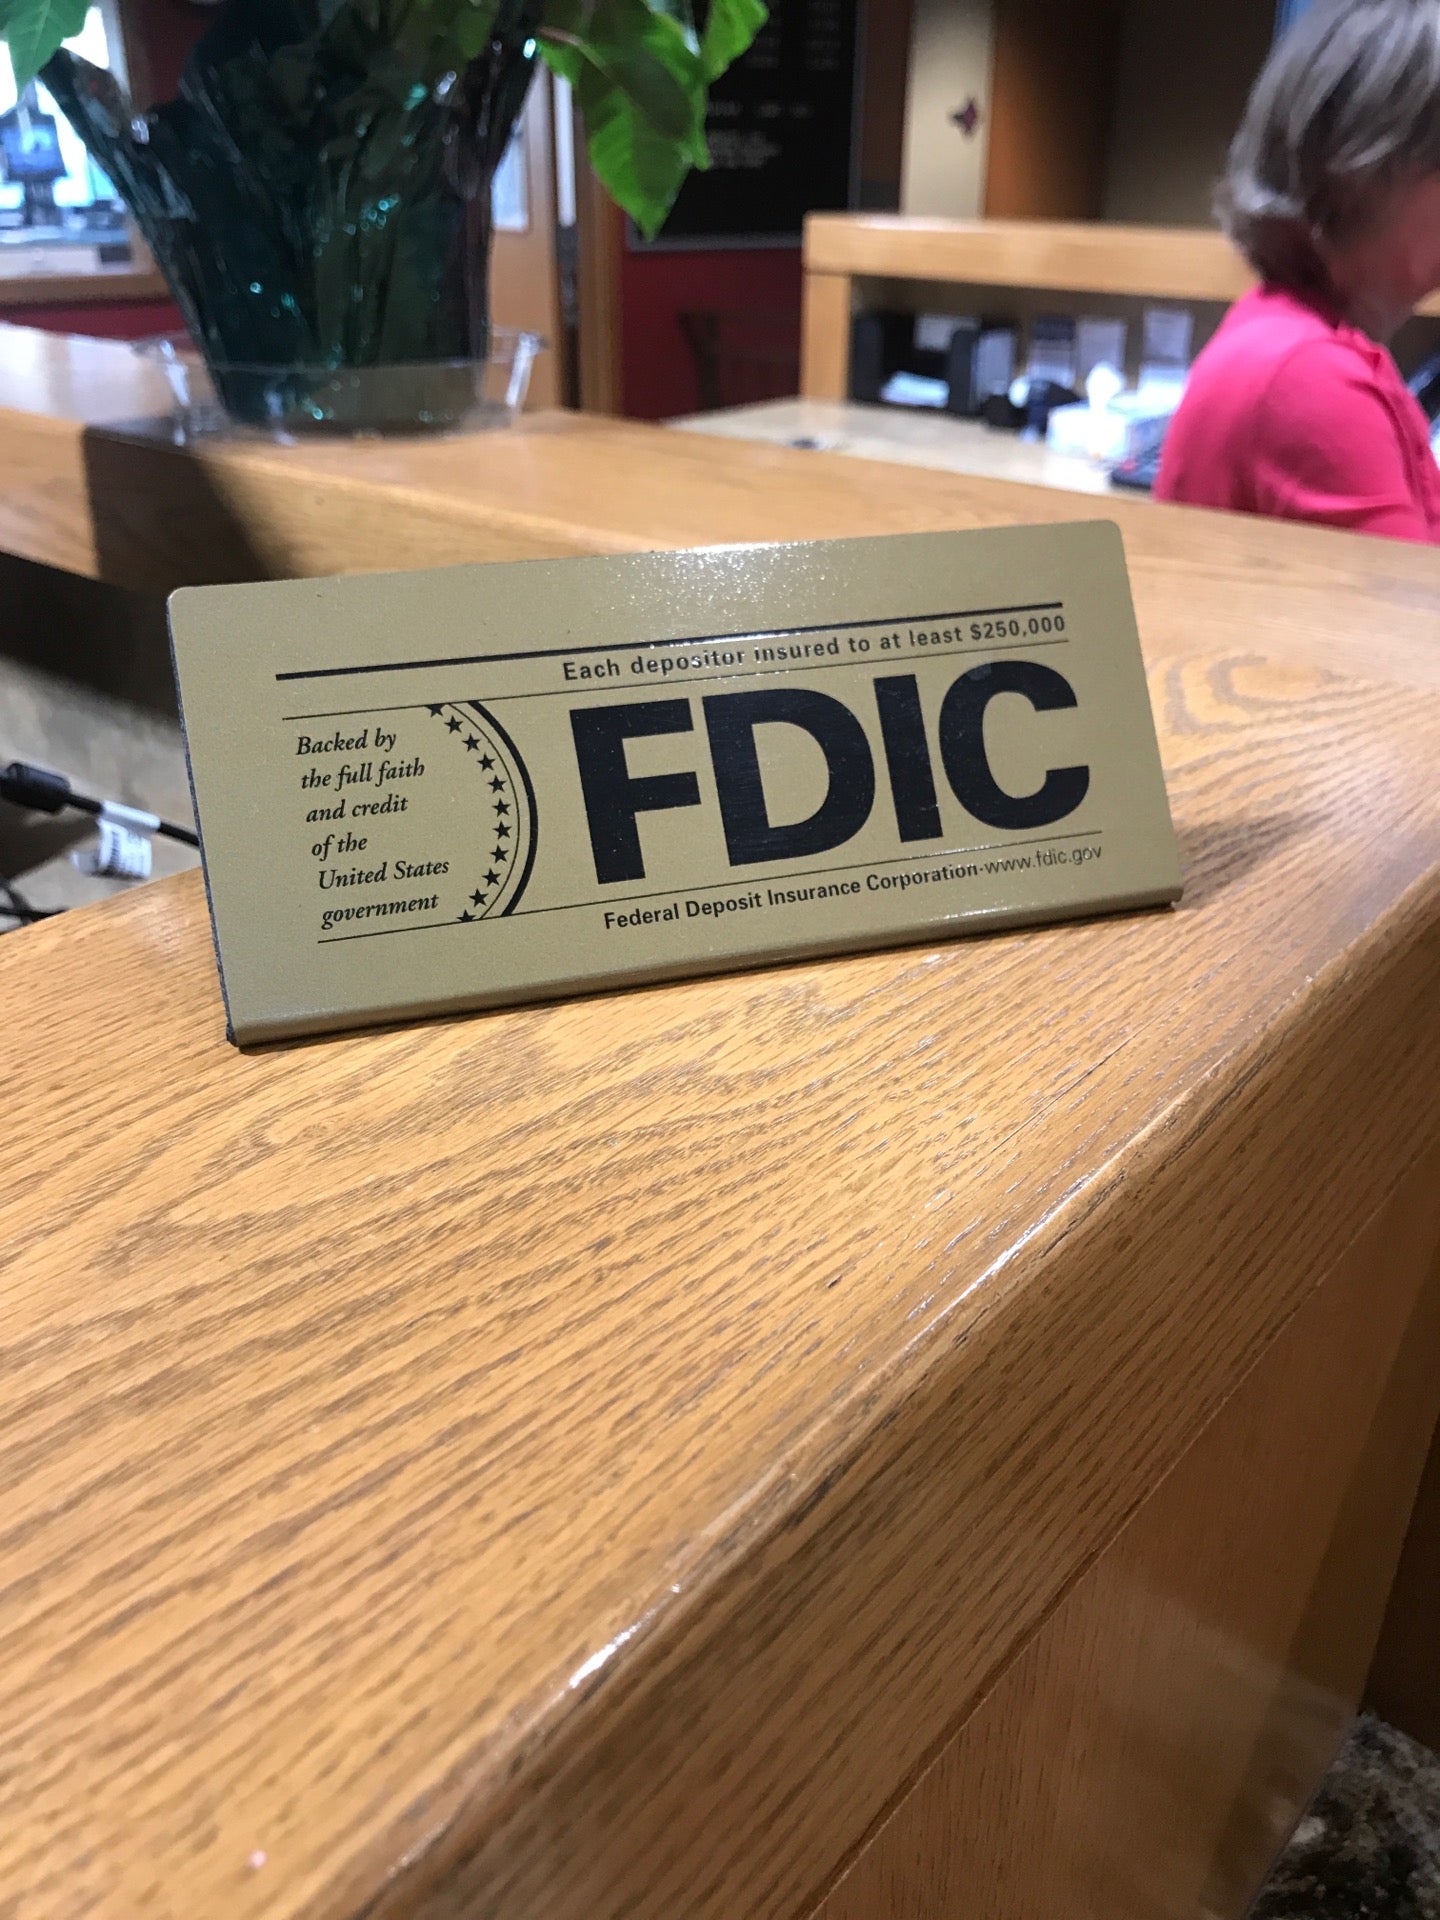 Each depositor insured to at least $250,000
Backed by
the full faith
and credit
of the
United States
government
FDIC
Federal Deposit Insurance Corporation·www.fdic.gov